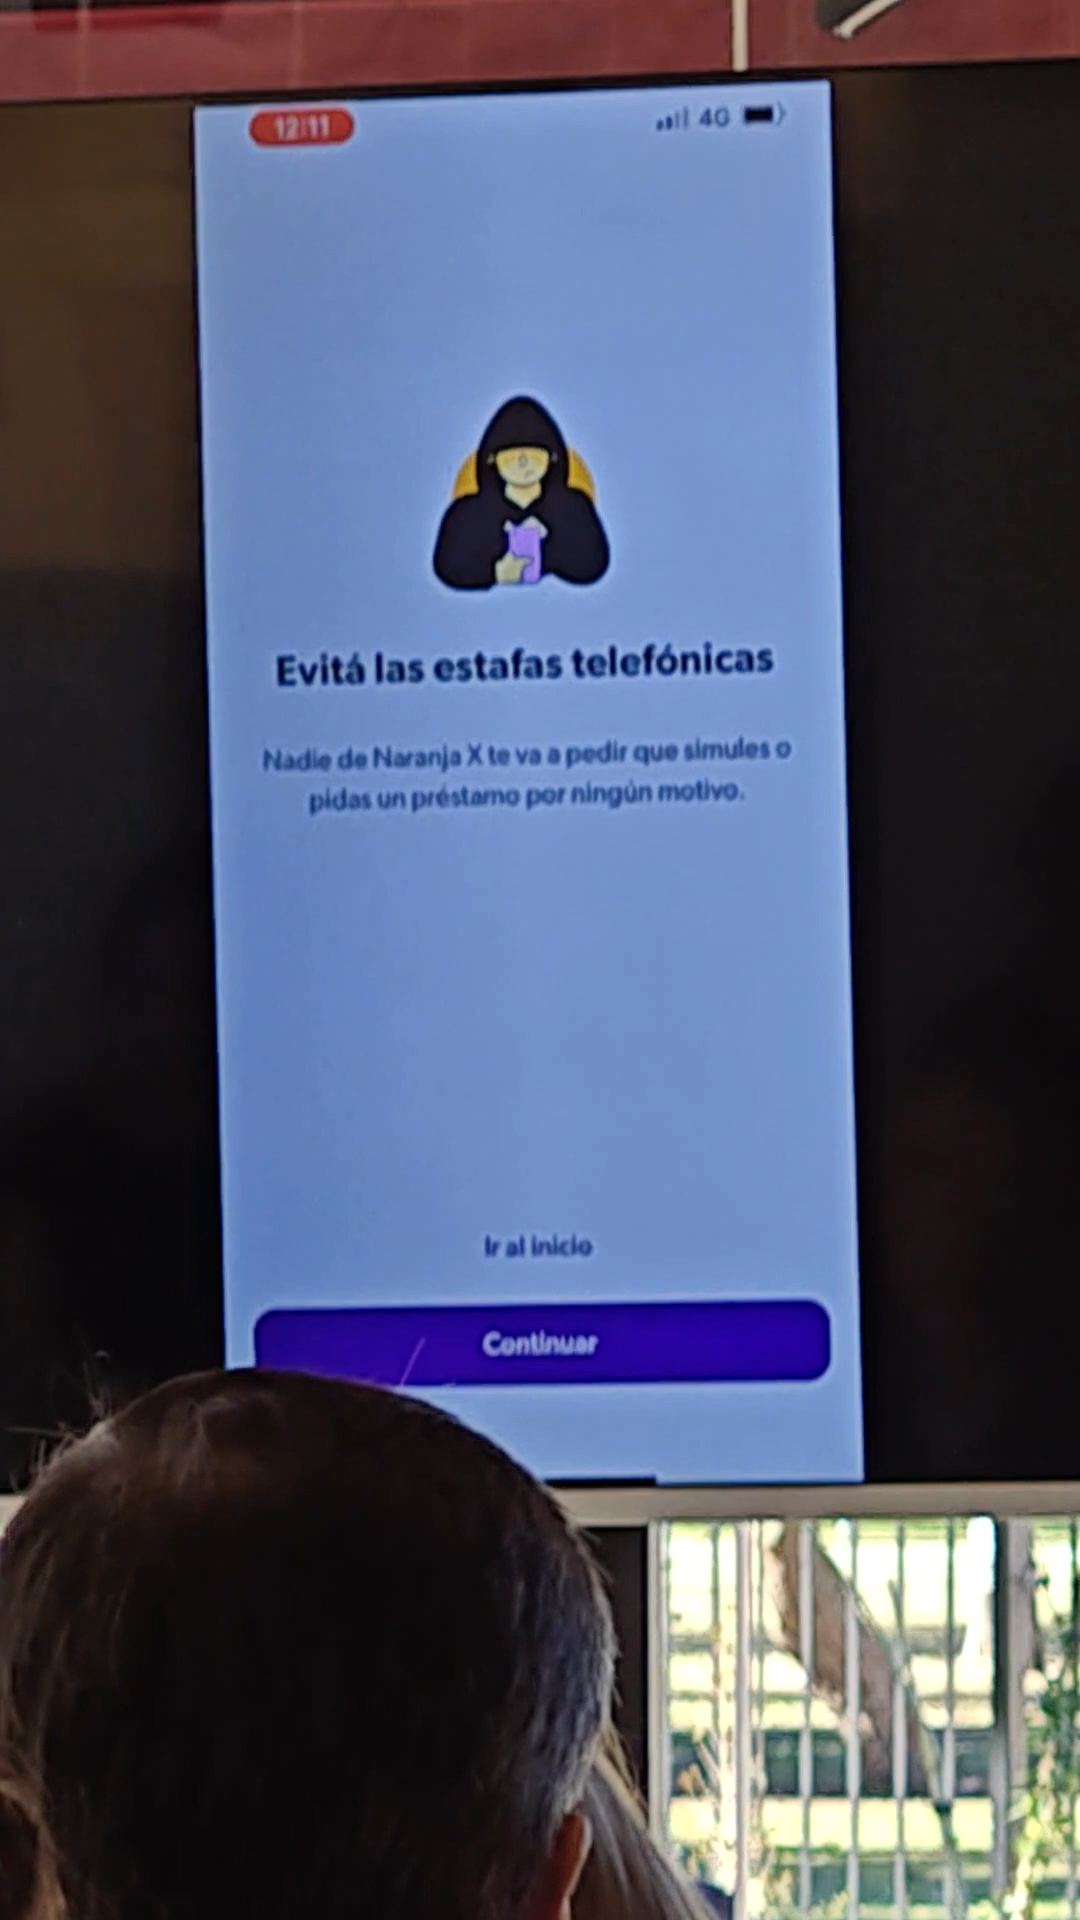 12:11
4G
Evitá las estafas telefónicas
Nadie de Naranja X te va a pedir que simules o
pidas un préstamo por ningún motivo.
Ir al inicio
Continuar